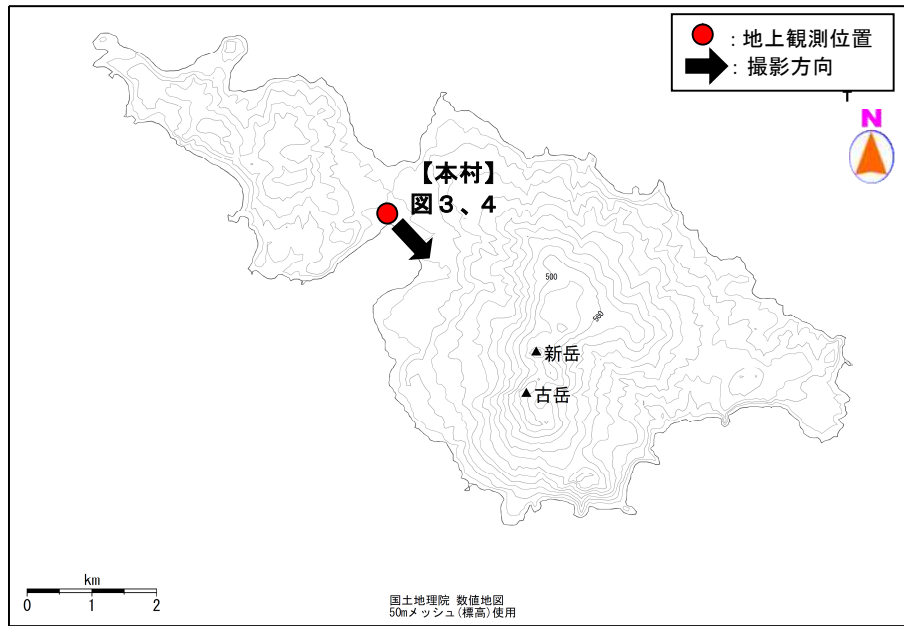 ：地上観測位置
：撮影方向
N
【本村】
図３、４
500
500
▲新岳
▲古岳
km
0 1 2
国土地理院 数値地図
50mメッシュ(標高)使用